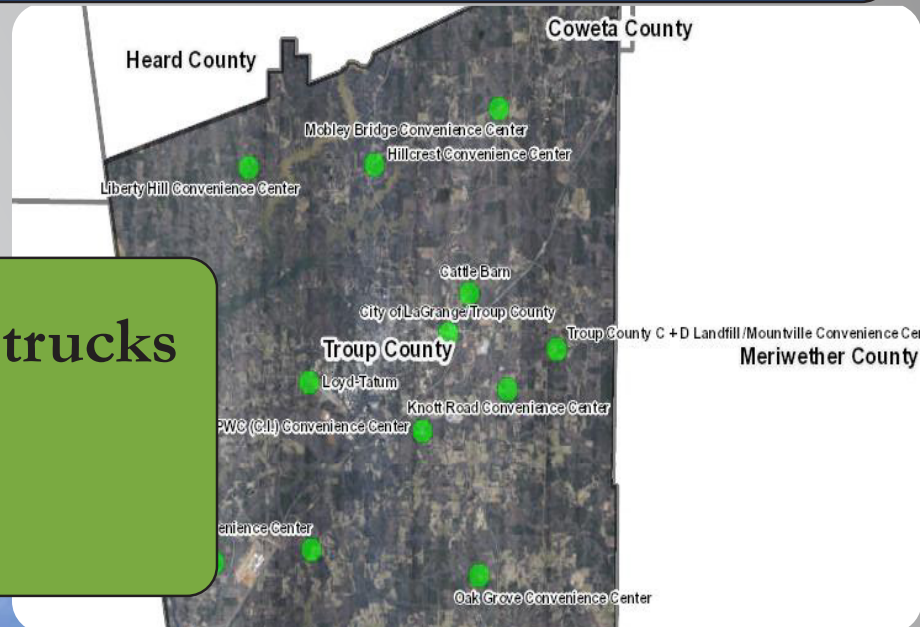 Coweta County
Heard County
Mobley Bridge Convenience Center
Hillcrest Convenience Center
Liberty Hill Convenience Center
Cattle Barn
City of LaGrange/Troup County
Troup County C + D Landfill/Mountville Convenience Ce
Troup County
Meriwether County
trucks
Loyd-Tatum
Knott Road Convenience Center
PWC (C.I.) Convenience Center
enience Center
Oak Grove Convenience Center